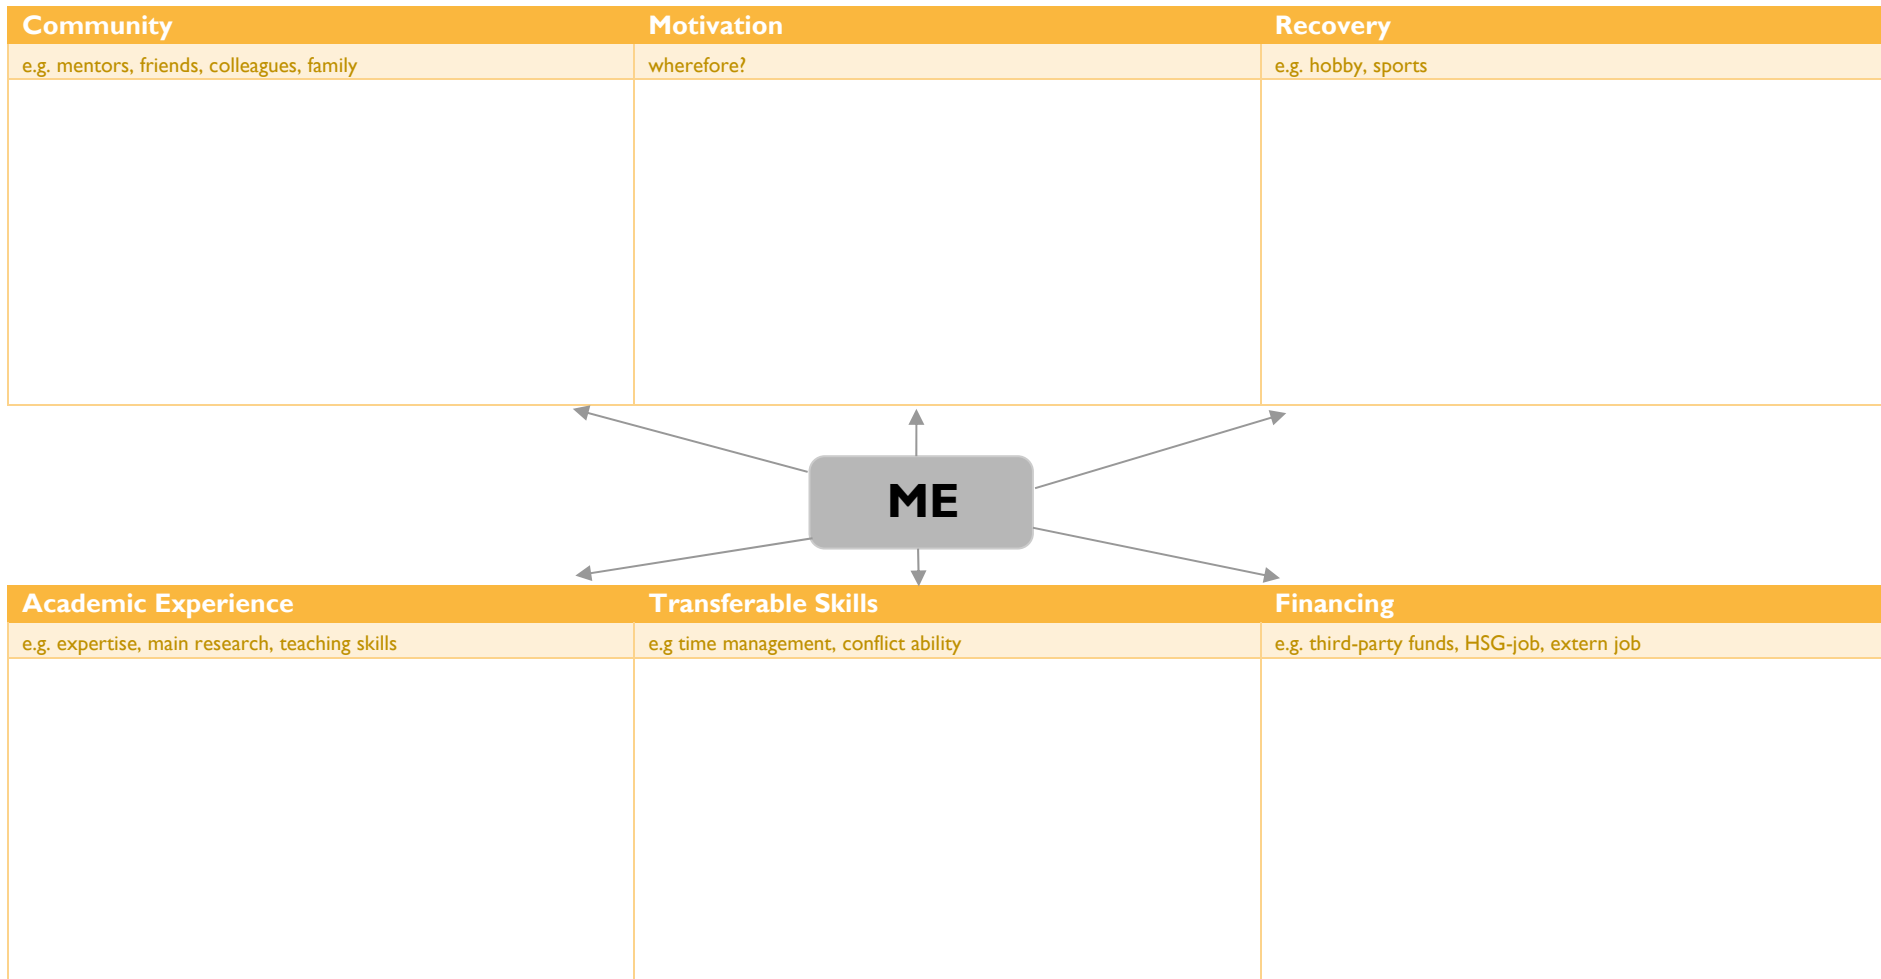 Community
Motivation
Recovery
e.g. mentors, friends, colleagues, family
wherefore?
e.g. hobby, sports
ME
Academic Experience
Transferable Skills
Financing
e.g. expertise, main research, teaching skills
e.g time management, conflict ability
e.g. third-party funds, HSG-job, extern job